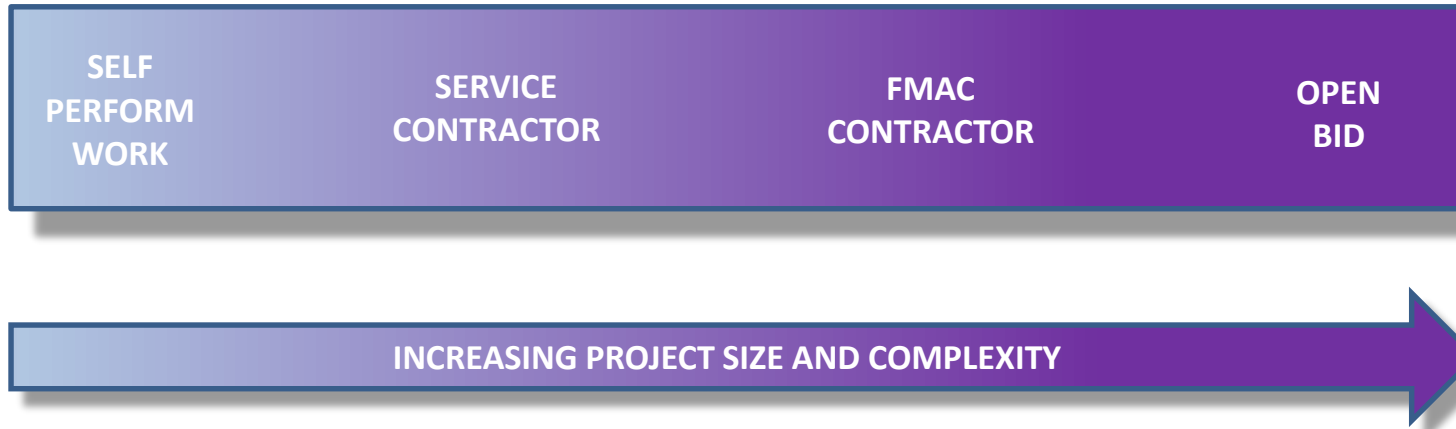 SELF
PERFORM
WORK
SERVICE
CONTRACTOR
FMAC
CONTRACTOR
OPEN
BID
INCREASING PROJECT SIZE AND COMPLEXITY